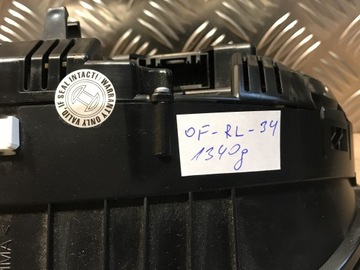 WARRANTY ONLY VALID, IF SEAL INTACT!
OF-RL-34
1340g